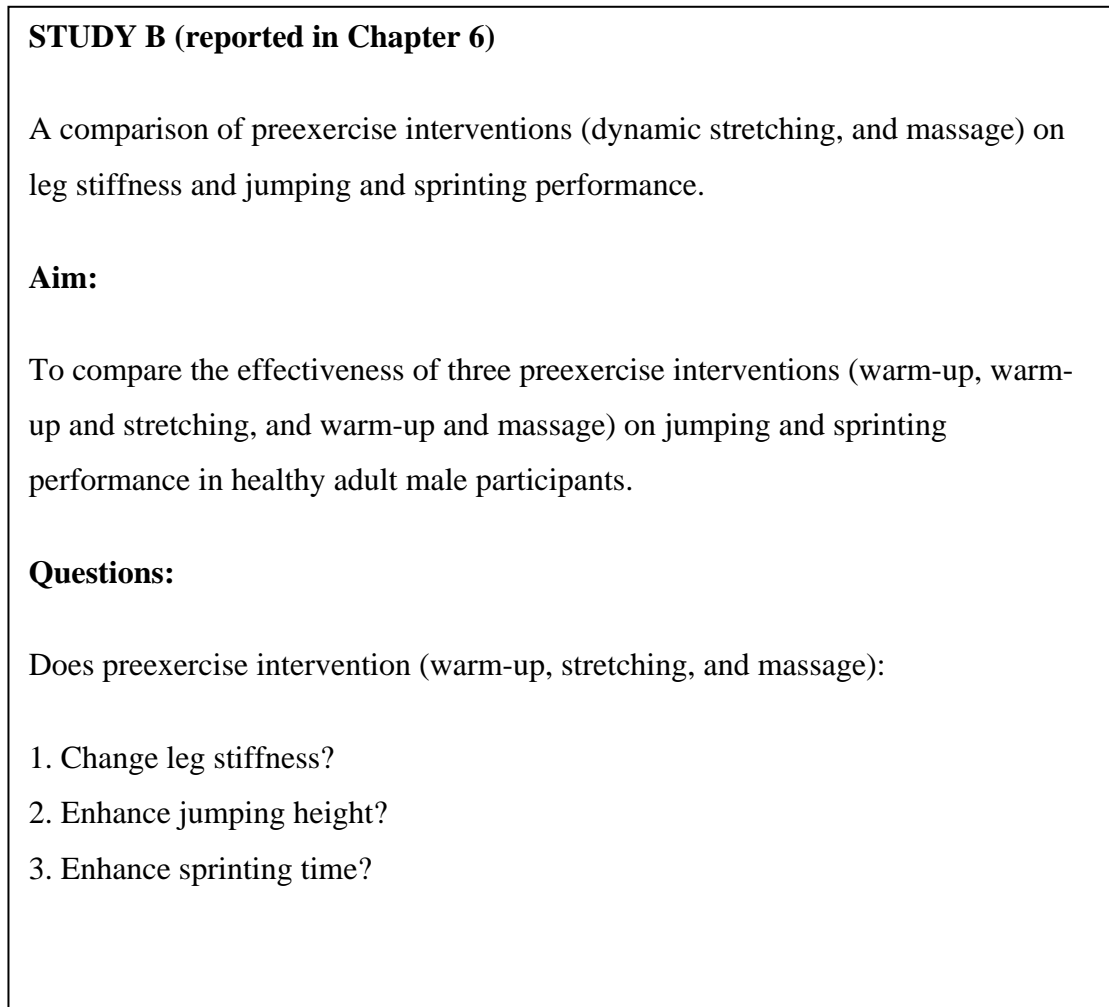 STUDY B (reported in Chapter 6)
A comparison of preexercise interventions (dynamic stretching, and massage) on
leg stiffness and jumping and sprinting performance.
Aim:
To compare the effectiveness of three preexercise interventions (warm-up, warm-
up and stretching, and warm-up and massage) on jumping and sprinting
performance in healthy adult male participants.
Questions:
Does preexercise intervention (warm-up, stretching, and massage):
1. Change leg stiffness?
2. Enhance jumping height?
3. Enhance sprinting time?